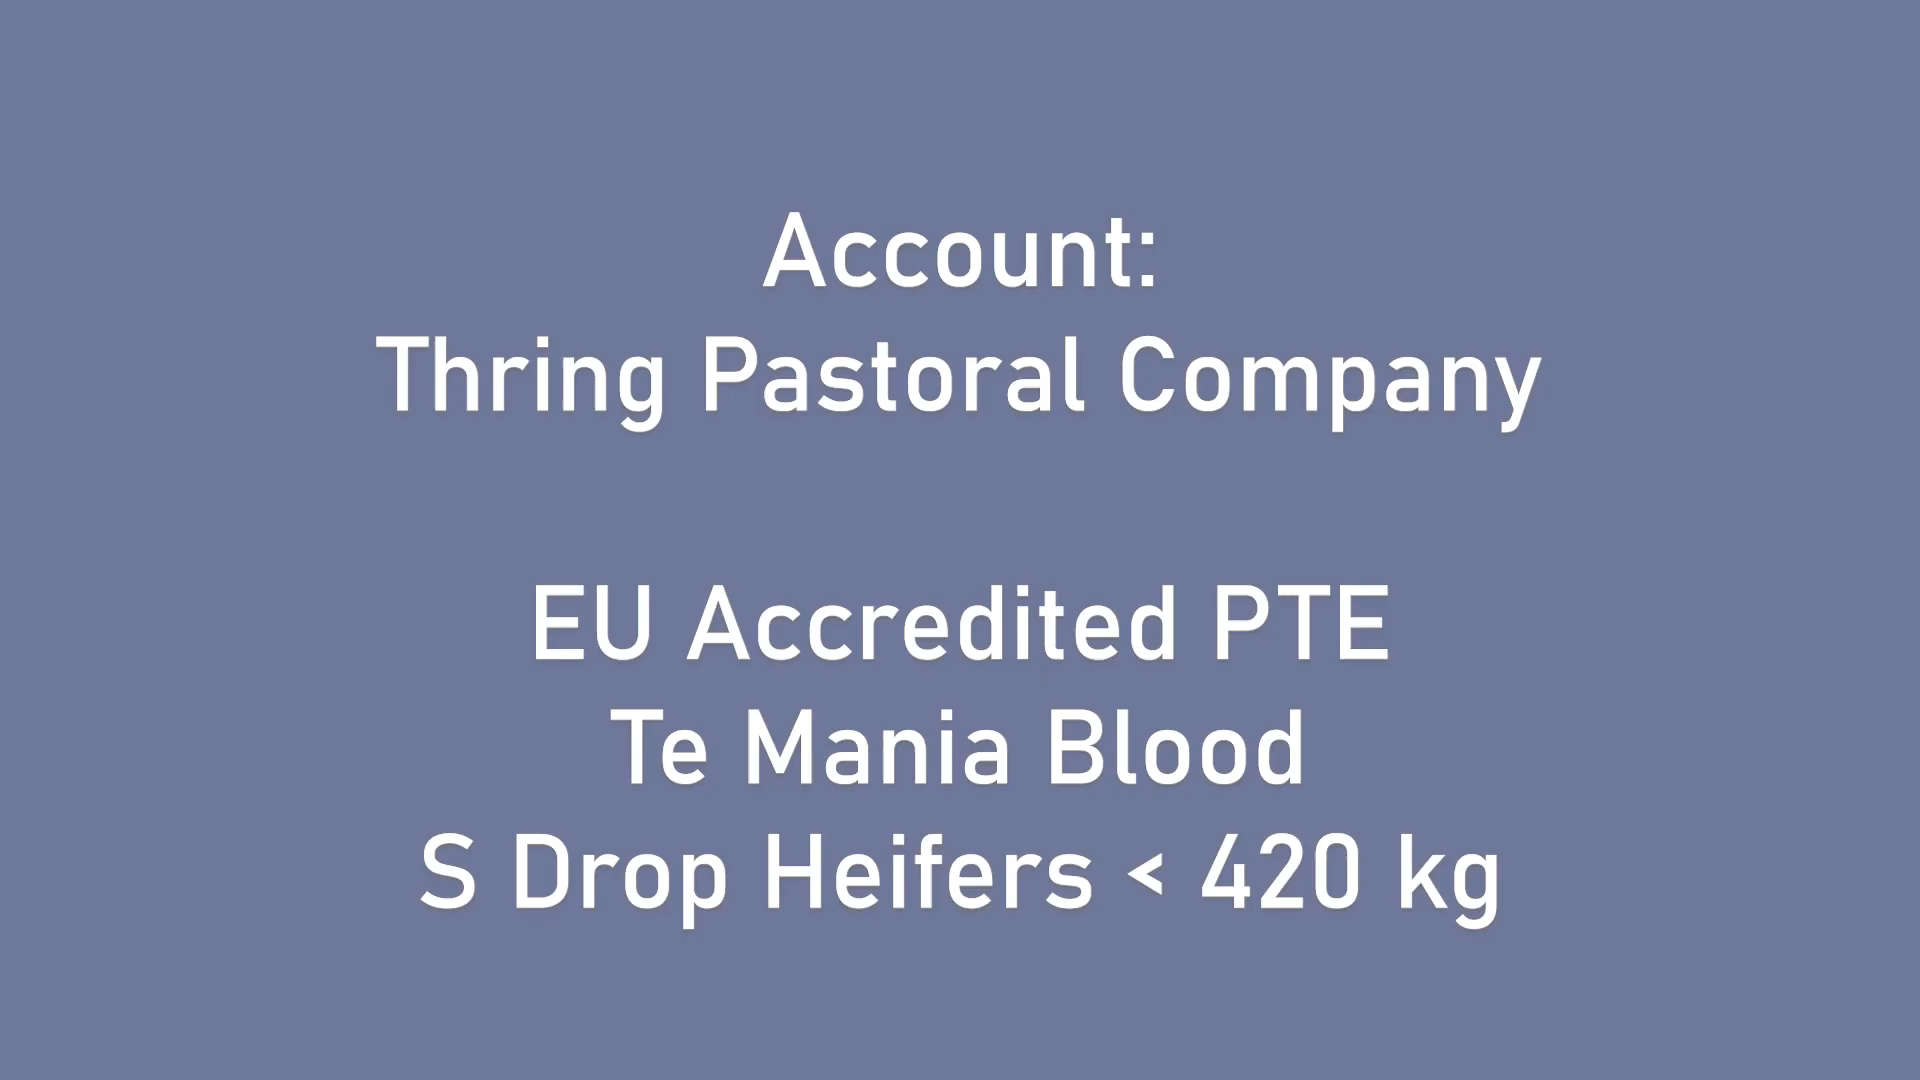 Account:
Thring Pastoral Company
EU Accredited PTE
Te Mania Blood
S Drop Heifers < 420 kg